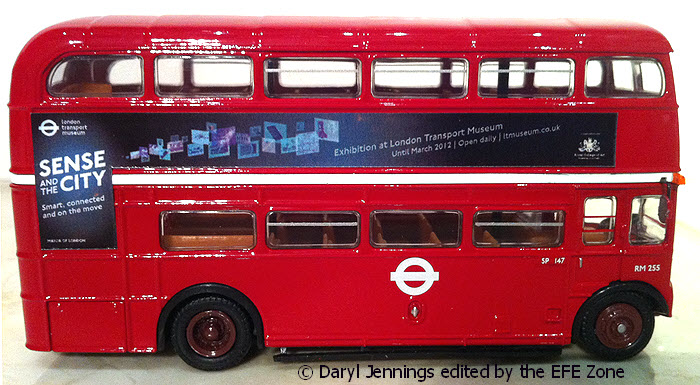 london
transport
museum
SENSE
AND THE
CITY
Smart, connected
and on the move
MAYOR OF LONDON
Exhibition at London Transport Museum
Until March 2012 | Open daily | ltmuseum.co.uk
SP 147
RM 255
© Daryl Jennings edited by the EFE Zone